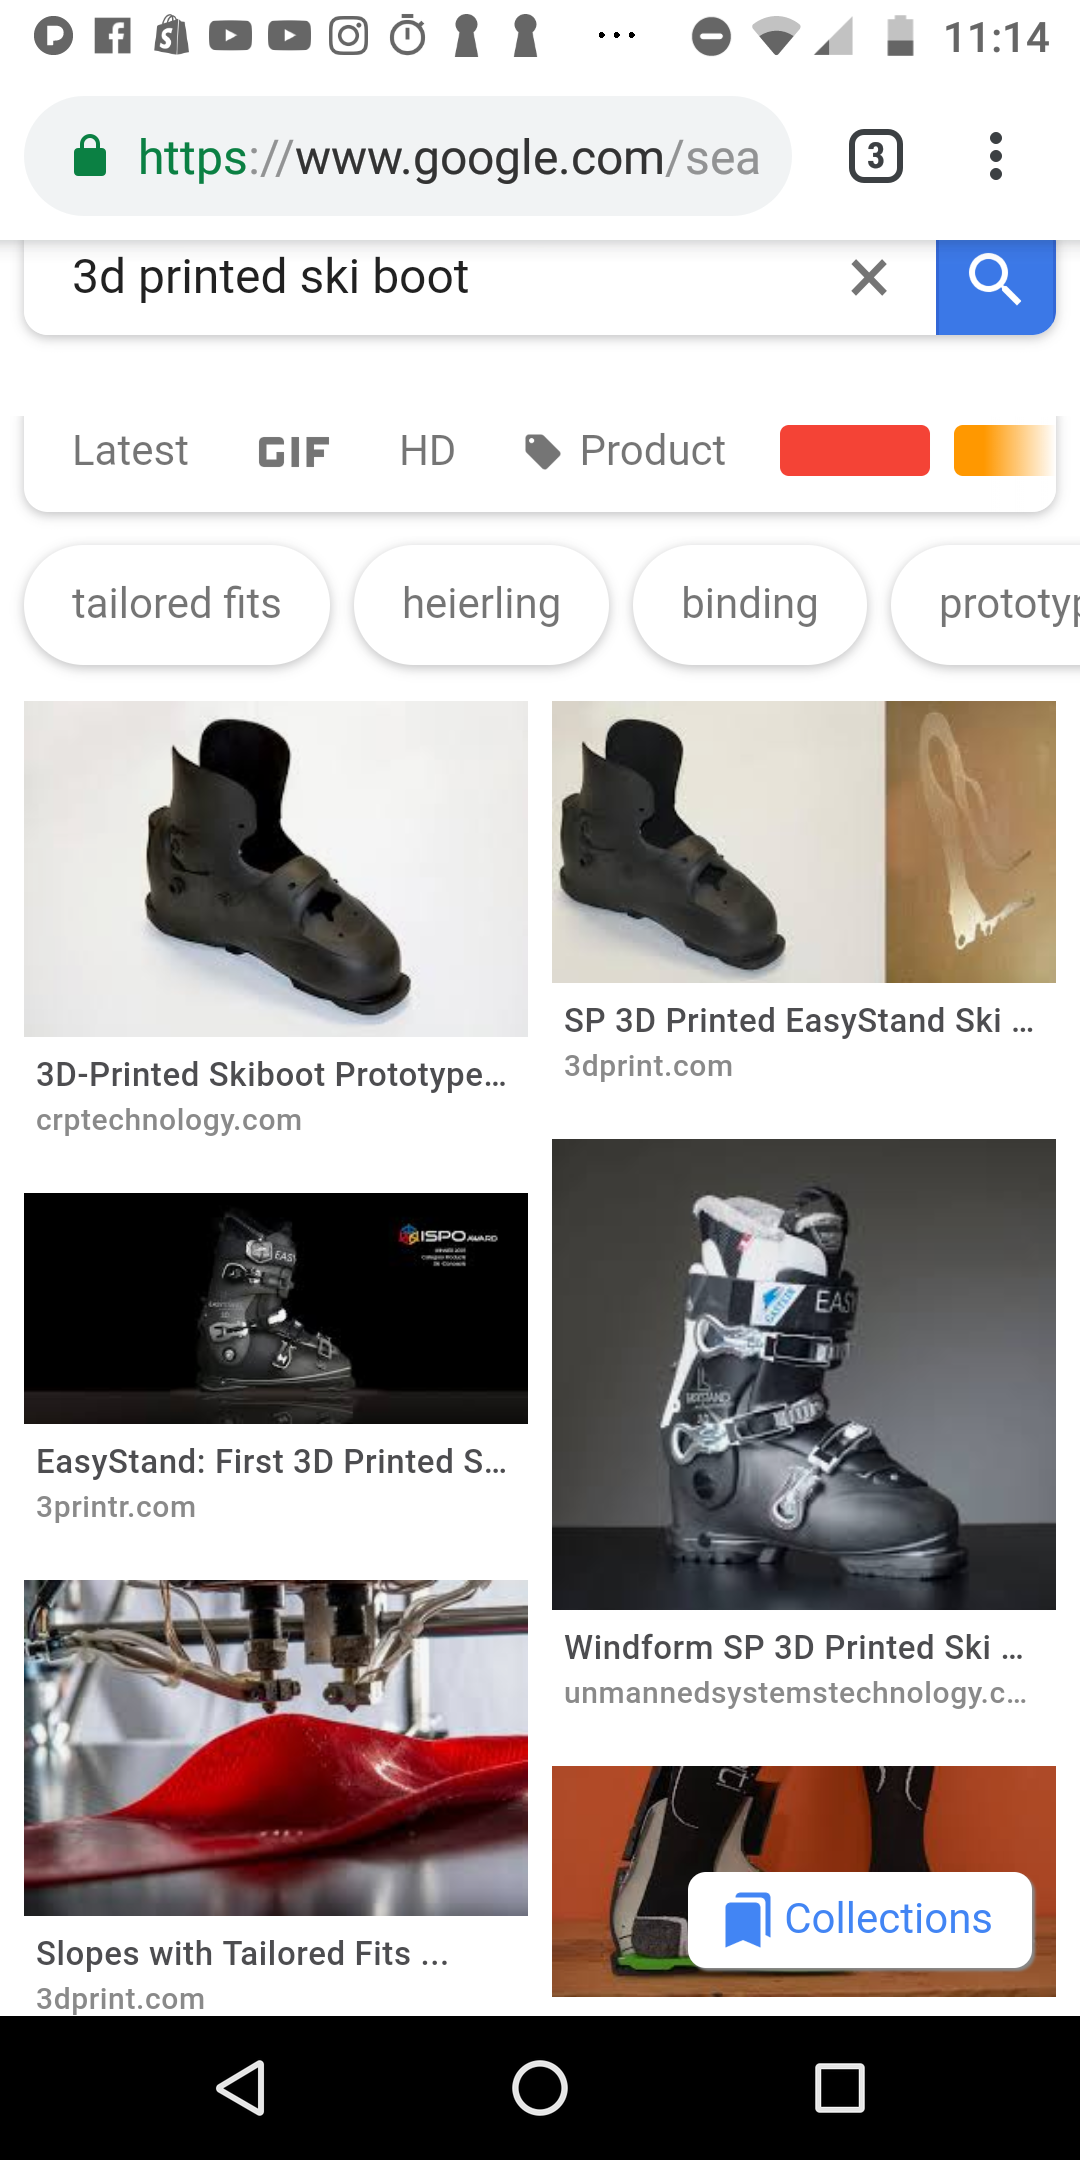 11:14
https://www.google.com/sea
3
3d printed ski boot
Latest
GIF
HD
Product
tailored fits
heierling
binding
prototyp
3D-Printed Skiboot Prototype...
crptechnology.com
SP 3D Printed EasyStand Ski ...
3dprint.com
ISPO AWARD
EAS
EasyStand: First 3D Printed S...
3printr.com
EAS
Windform SP 3D Printed Ski ...
unmannedsystemstechnology.c...
Slopes with Tailored Fits ...
3dprint.com
Collections